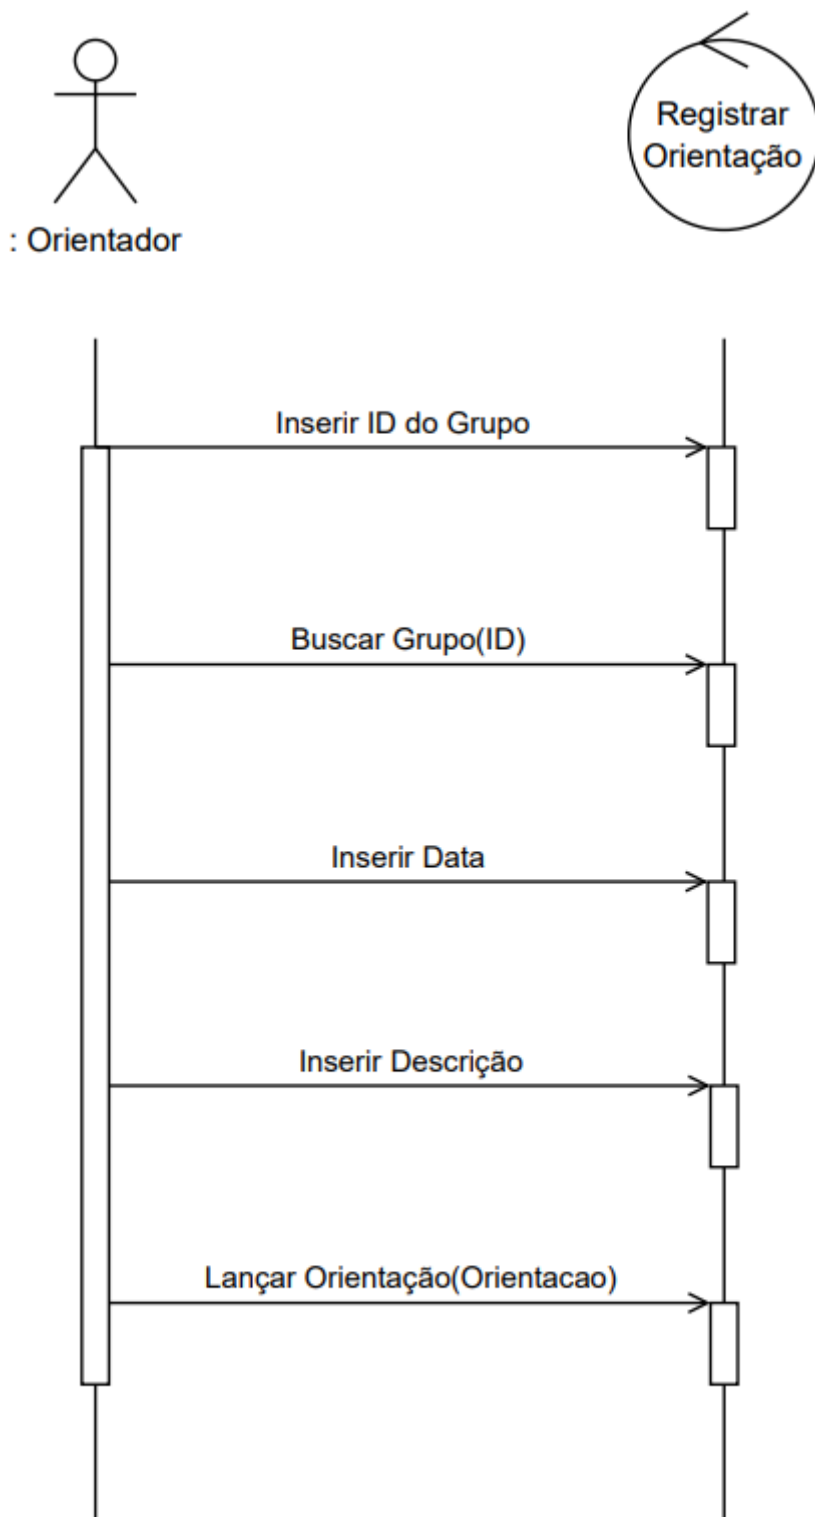 Registrar
Orientação
: Orientador
Inserir ID do Grupo
Buscar Grupo(ID)
Inserir Data
Inserir Descrição
Lançar Orientação(Orientacao)